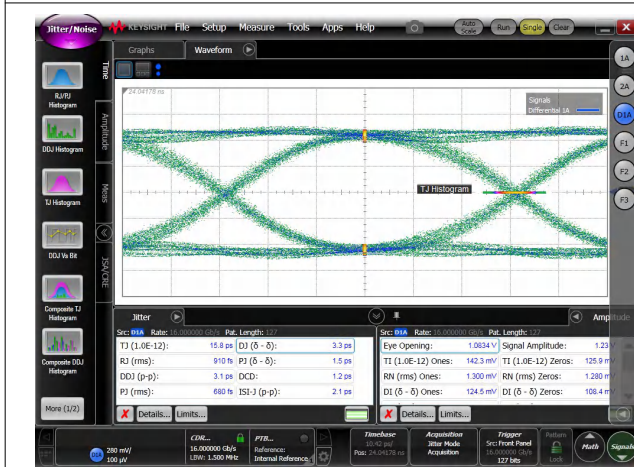 Jitter/Noise KEYSIGHT File Setup Measure Tools Apps Help Auto Scale Run Single Clear
Graphs Waveform
Time
Amplitude
Meas
JSA/CRE
RJ/PJ
Histogram
DDJ Histogram
TJ Histogram
DDJ Vs Bit
Composite TJ
Histogram
Composite DDJ
Histogram
More (1/2)
24.04178 ns
Signals
Differential 1A
TJ Histogram
1A
2A
D1A
F1
F2
F3
Jitter
Src: D1A Rate: 16.000000 Gb/s Pat. Length: 127
TJ (1.0E-12): 15.8 ps DJ (δ - δ): 3.3 ps
RJ (rms): 910 fs PJ (δ - δ): 1.5 ps
DDJ (p-p): 3.1 ps DCD: 1.2 ps
PJ (rms): 680 fs ISI-J (p-p): 2.1 ps
Details... Limits...
Amplitude
Src: D1A Rate: 16.000000 Gb/s Pat. Length: 127
Eye Opening: 1.0834 V Signal Amplitude: 1.23
TI (1.0E-12) Ones: 142.3 mV TI (1.0E-12) Zeros: 125.9 m
RN (rms) Ones: 1.300 mV RN (rms) Zeros: 1.280 m
DI (δ - δ) Ones: 124.5 mV DI (δ - δ) Zeros: 108.4 m
Details... Limits...
D1A 280 mV/
100 µV
CDR...
16.000000 Gb/s
LBW: 1.500 MHz
PTB...
Reference:
Internal Reference
Timebase
10.42 ps/
Pos: 24.04178 ns
Acquisition
Jitter Mode
Acquisition
Trigger
Src: Front Panel
16.000000 Gb/s
127 bits
Pattern
Lock
Math
Signals